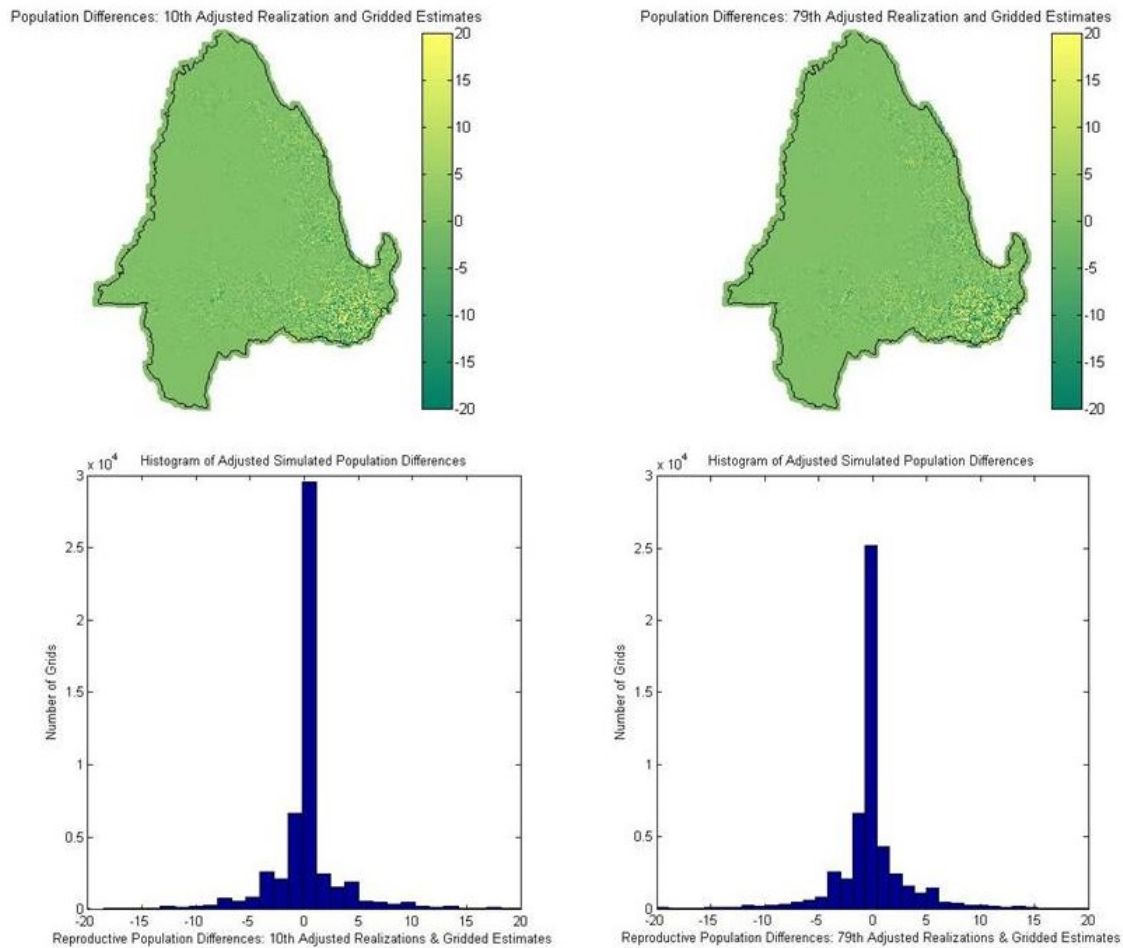 Population Differences: 10th Adjusted Realization and Gridded Estimates
20
15
10
5
0
-5
-10
-15
-20
Population Differences: 79th Adjusted Realization and Gridded Estimates
20
15
10
5
0
-5
-10
-15
-20
x 10^4
Histogram of Adjusted Simulated Population Differences
3
2.5
2
1.5
1
0.5
0
Number of Grids
-20 -15 -10 -5 0 5 10 15 20
Reproductive Population Differences: 10th Adjusted Realizations & Gridded Estimates
x 10^4
Histogram of Adjusted Simulated Population Differences
3
2.5
2
1.5
1
0.5
0
Number of Grids
-20 -15 -10 -5 0 5 10 15 20
Reproductive Population Differences: 79th Adjusted Realizations & Gridded Estimates